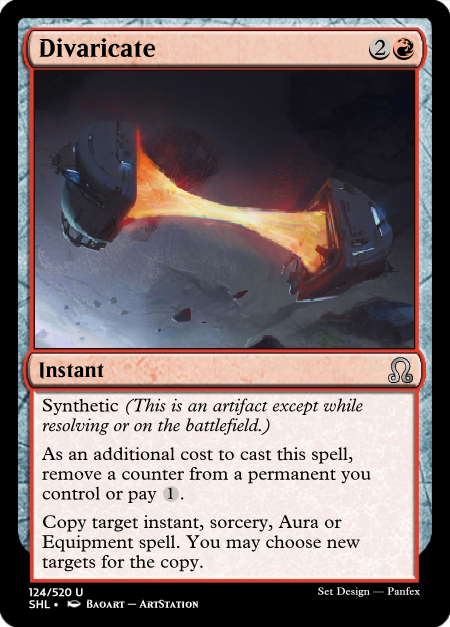 Divaricate 2
Instant
Synthetic (This is an artifact except while
resolving or on the battlefield.)
As an additional cost to cast this spell,
remove a counter from a permanent you
control or pay 1.
Copy target instant, sorcery, Aura or
Equipment spell. You may choose new
targets for the copy.
124/520 U
SHL • Baoart — ArtStation
Set Design — Panfex